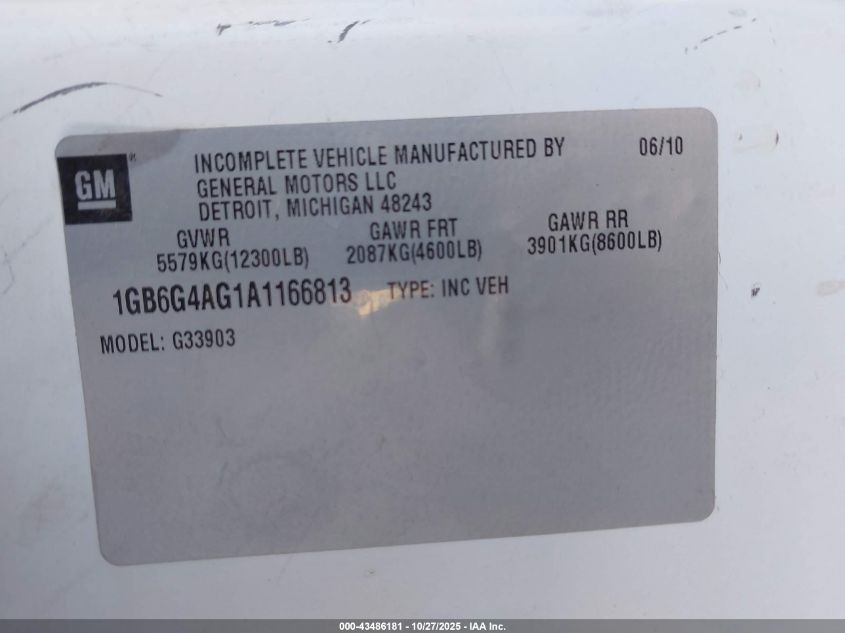 INCOMPLETE VEHICLE MANUFACTURED BY 06/10
GM® GENERAL MOTORS LLC
DETROIT, MICHIGAN 48243
GVWR GAWR FRT GAWR RR
5579KG(12300LB) 2087KG(4600LB) 3901KG(8600LB)
1GB6G4AG1A1166813 TYPE: INC VEH
MODEL: G33903
000-43486181 - 10/27/2025 - IAA Inc.